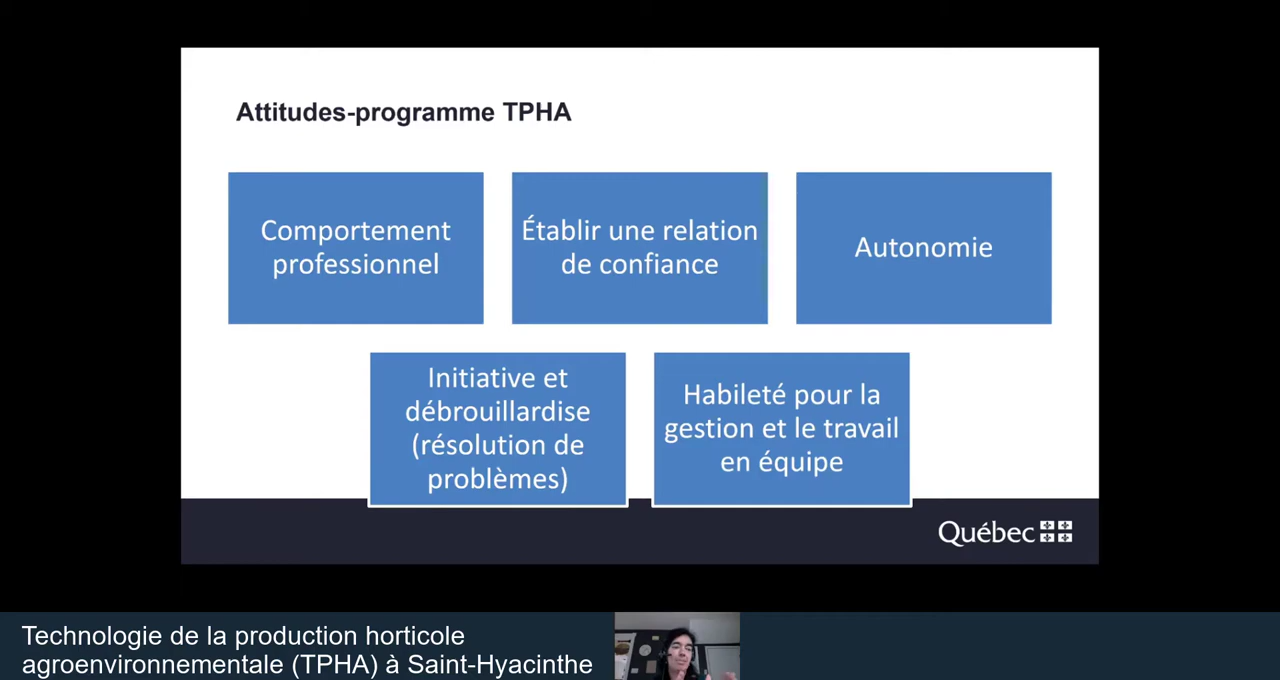 Attitudes-programme TPHA
Comportement
professionnel
Établir une relation
de confiance
Autonomie
Initiative et
débrouillardise
(résolution de
problèmes)
Habileté pour la
gestion et le travail
en équipe
Québec
Technologie de la production horticole
agroenvironnementale (TPHA) à Saint-Hyacinthe